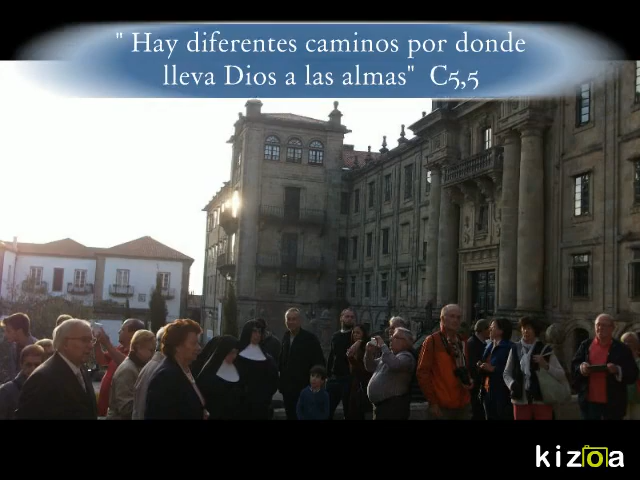 " Hay diferentes caminos por donde
lleva Dios a las almas" C5,5
kizoa